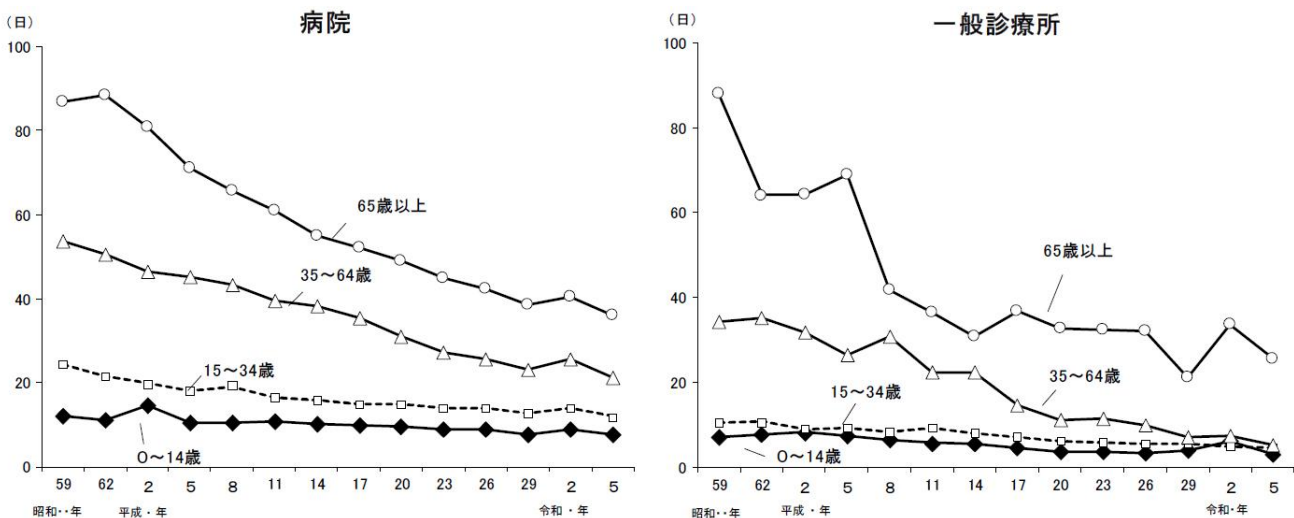 病院
（日）
100
80
60
40
20
0
65歳以上
35～64歳
15～34歳
0～14歳
59 62 2 5 8 11 14 17 20 23 26 29 2 5
昭和・・年 平成・年 令和・年
一般診療所
（日）
100
80
60
40
20
0
65歳以上
35～64歳
15～34歳
0～14歳
59 62 2 5 8 11 14 17 20 23 26 29 2 5
昭和・・年 平成・年 令和・年